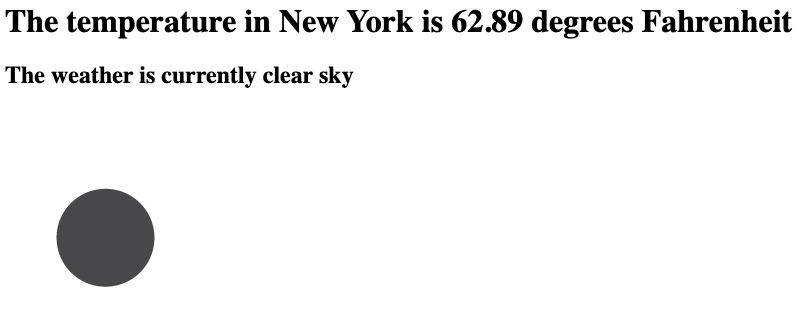 The temperature in New York is 62.89 degrees Fahrenheit
The weather is currently clear sky